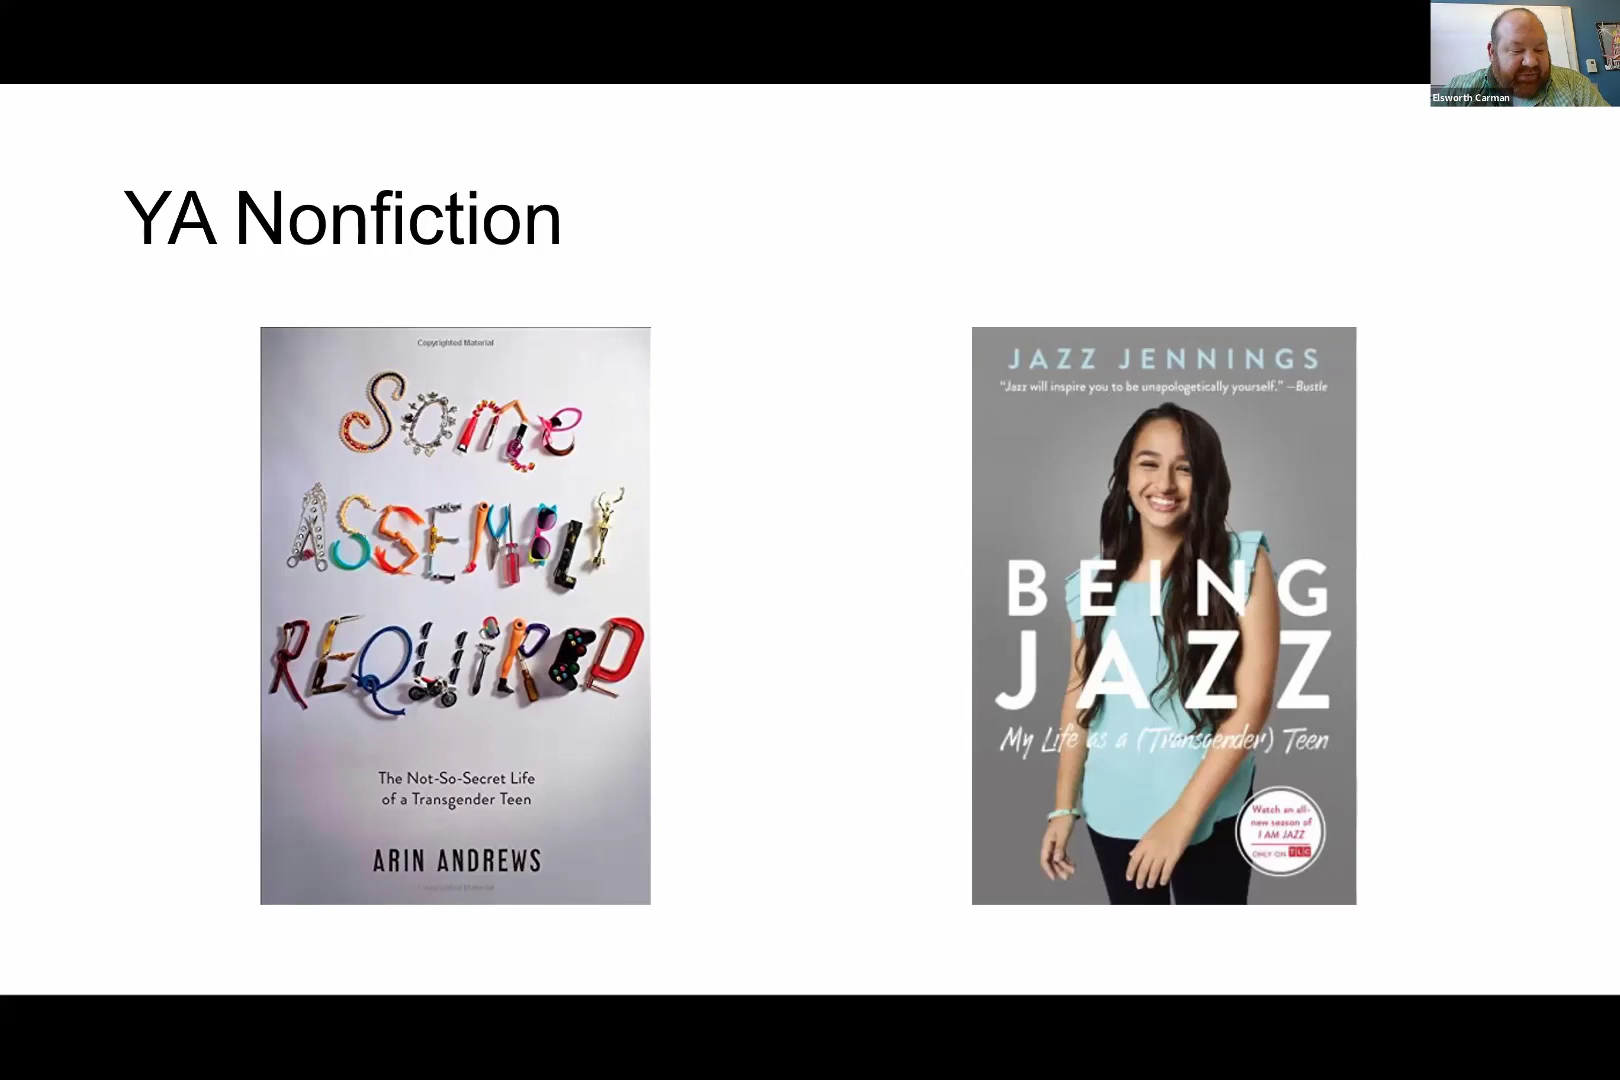 Elsworth Carman
YA Nonfiction
Copyrighted Material
Some
ASSEMBLY
REQUIRED
The Not-So-Secret Life
of a Transgender Teen
ARIN ANDREWS
Copyrighted Material
JAZZ JENNINGS
“Jazz will inspire you to be unapologetically yourself.” —Bustle
BEING
JAZZ
My Life as a (Transgender) Teen
Watch an all-
new season of
I AM JAZZ
ONLY ON TLC